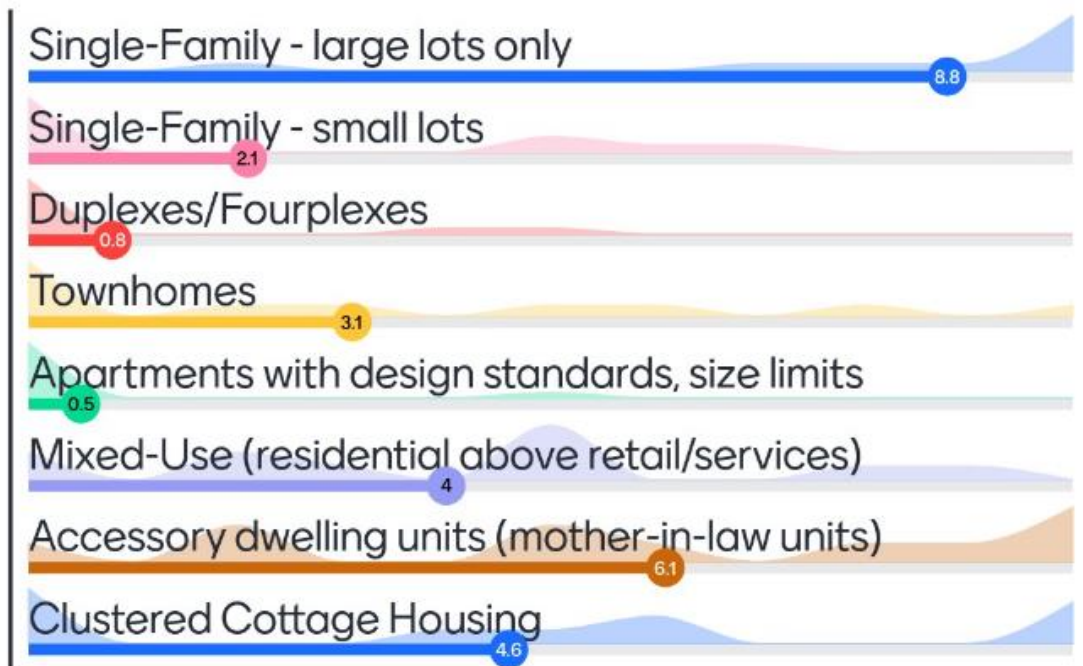 Single-Family - large lots only
8.8
Single-Family - small lots
2.1
Duplexes/Fourplexes
0.8
Townhomes
3.1
Apartments with design standards, size limits
0.5
Mixed-Use (residential above retail/services)
4
Accessory dwelling units (mother-in-law units)
6.1
Clustered Cottage Housing
4.6